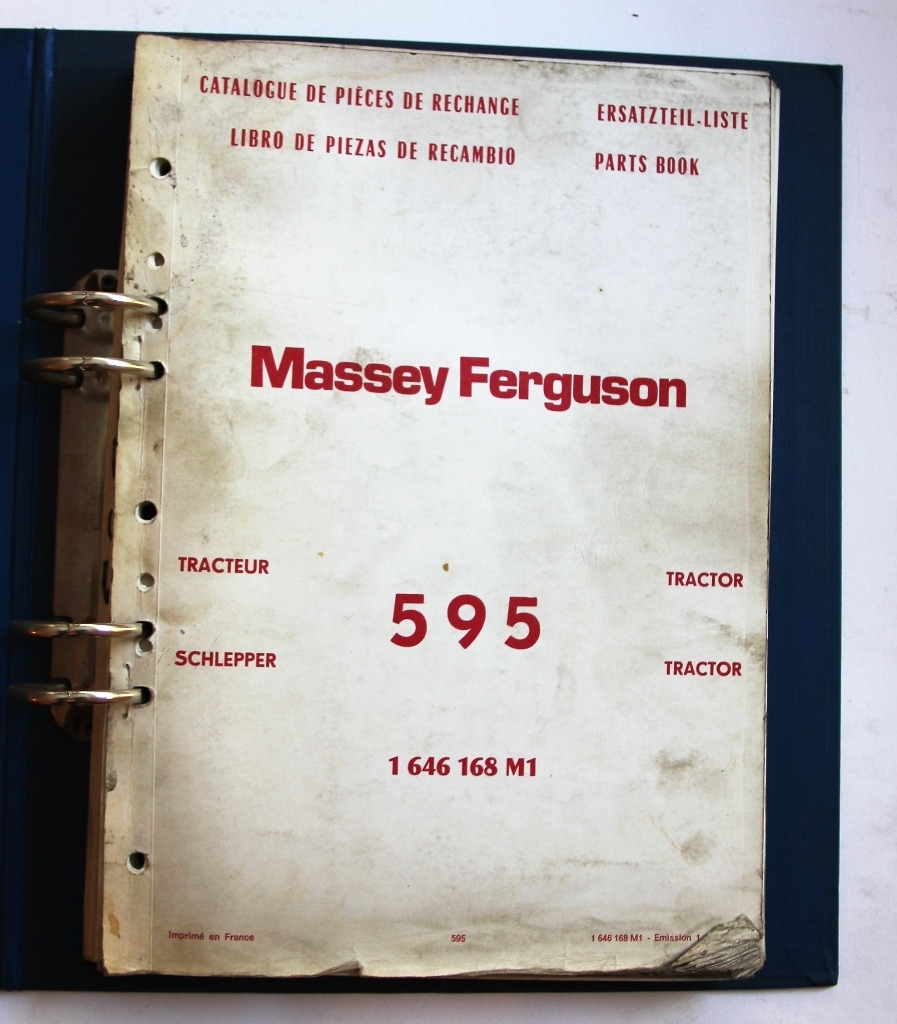 CATALOGUE DE PIÈCES DE RECHANGE
ERSATZTEIL-LISTE
LIBRO DE PIEZAS DE RECAMBIO
PARTS BOOK
Massey Ferguson
TRACTEUR
TRACTOR
595
SCHLEPPER
TRACTOR
1 646 168 M1
Imprimé en France
595
1 646 168 M1 - Emission 1